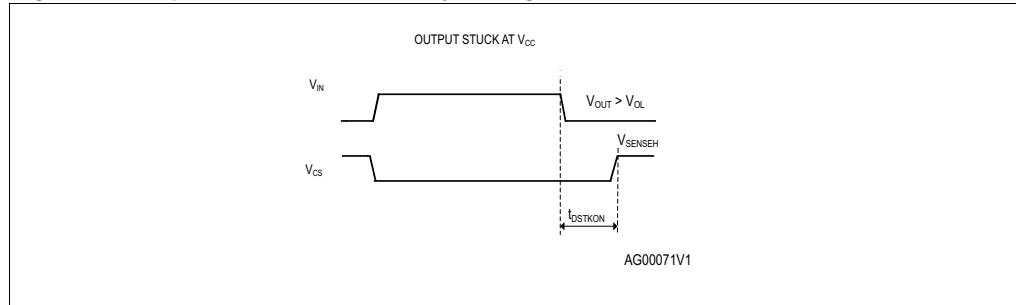 OUTPUT STUCK AT VCC
VIN
VOUT > VOL
VSENSEH
VCS
tDSTKON
AG00071V1